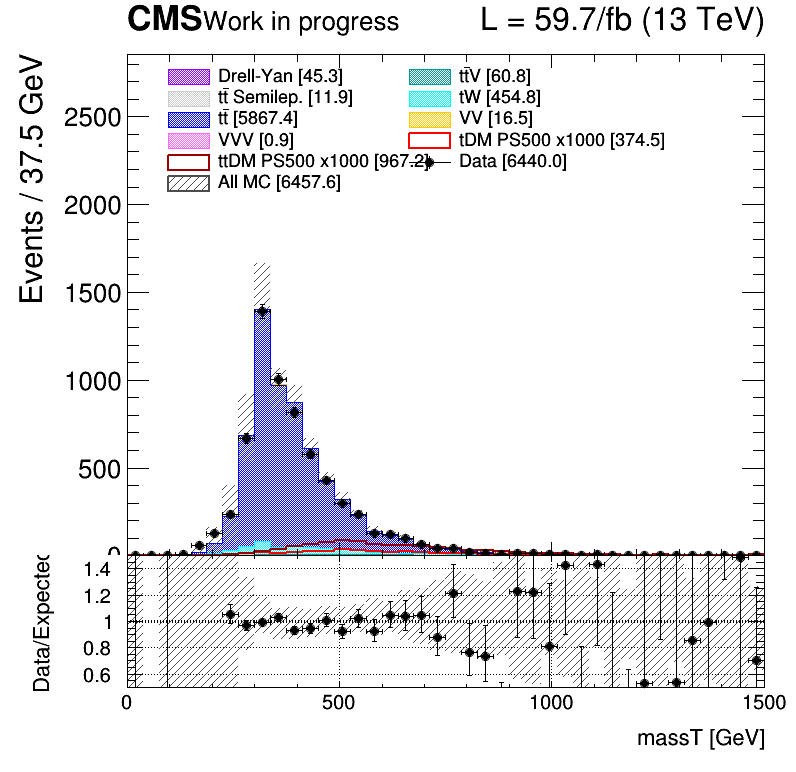 CMS Work in progress L = 59.7/fb (13 TeV)
Events / 37.5 GeV
Drell-Yan [45.3] tt̄V [60.8]
tt̄ Semilep. [11.9] tW [454.8]
tt̄ [5867.4] VV [16.5]
VVV [0.9] tDM PS500 x1000 [374.5]
ttDM PS500 x1000 [967.2] Data [6440.0]
All MC [6457.6]
2500
2000
1500
1000
500
0
Data/Expected
1.4
1.2
1
0.8
0.6
0 500 1000 1500
massT [GeV]